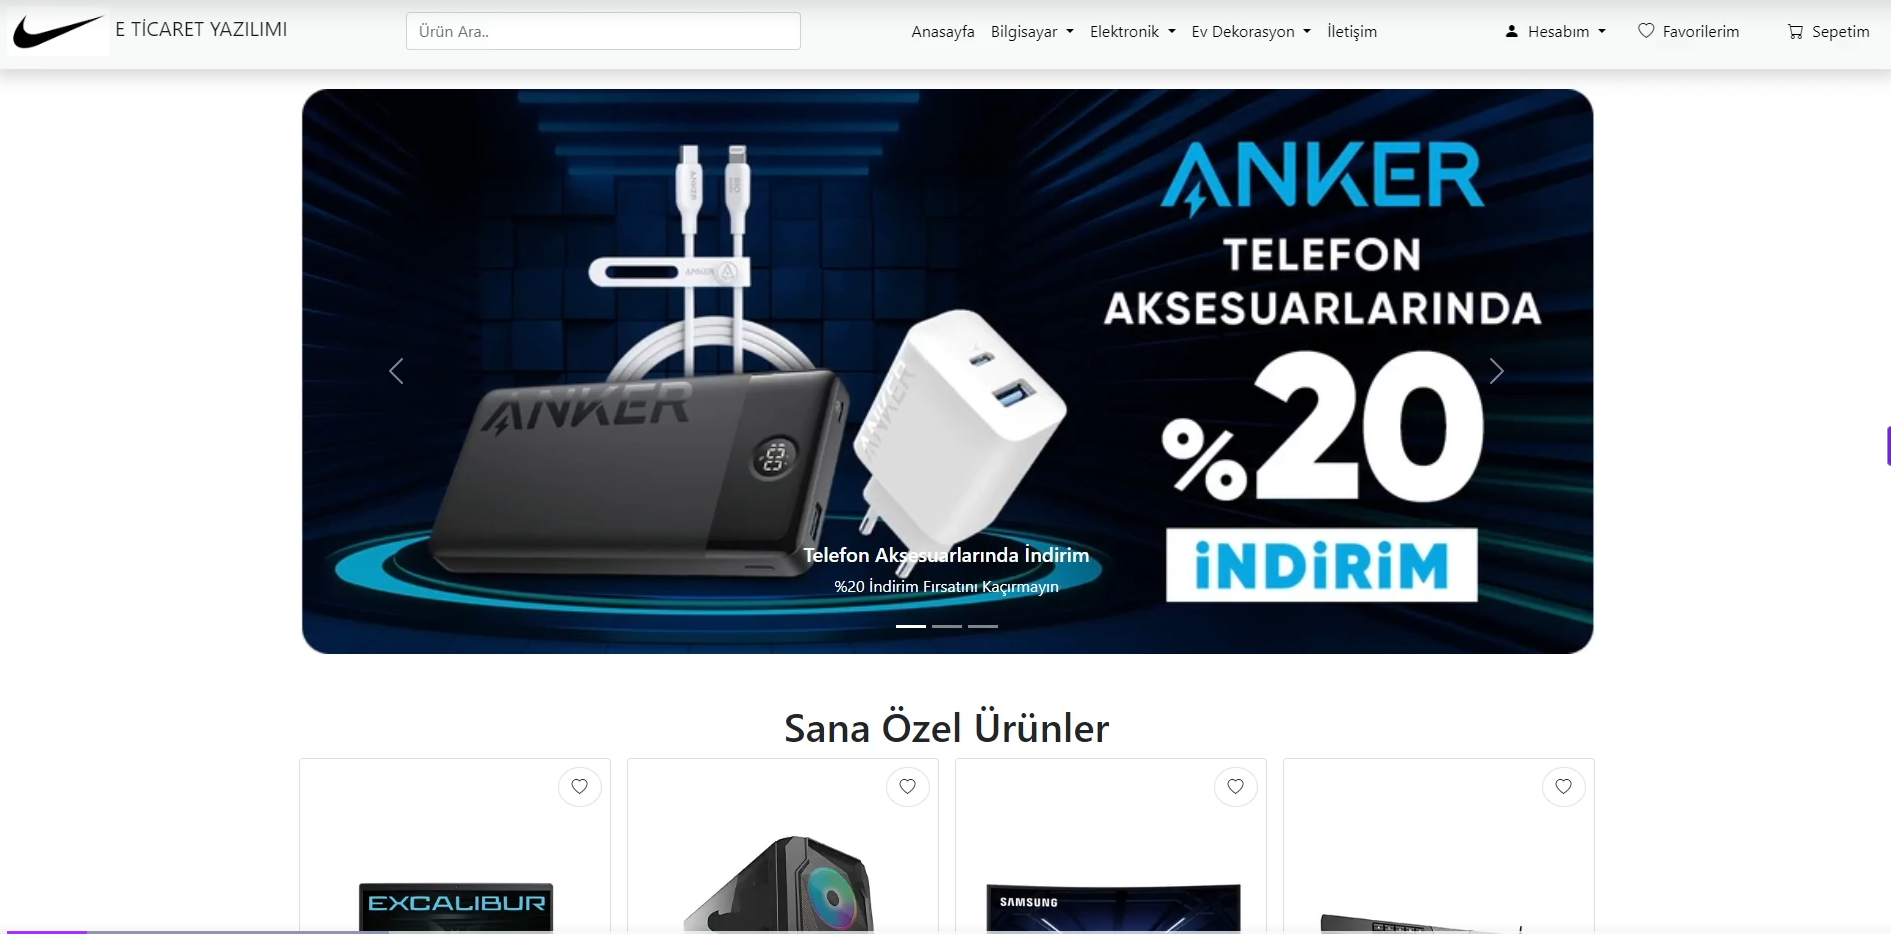 E TİCARET YAZILIMI
Ürün Ara..
Anasayfa
Bilgisayar
Elektronik
Ev Dekorasyon
İletişim
Hesabım
Favorilerim
Sepetim
ANKER
TELEFON
AKSESUARLARINDA
%20
İNDİRİM
ANKER
ANKER
ANKER
ANKER
Telefon Aksesuarlarında İndirim
%20 İndirim Fırsatını Kaçırmayın
Sana Özel Ürünler
EXCALIBUR
SAMSUNG